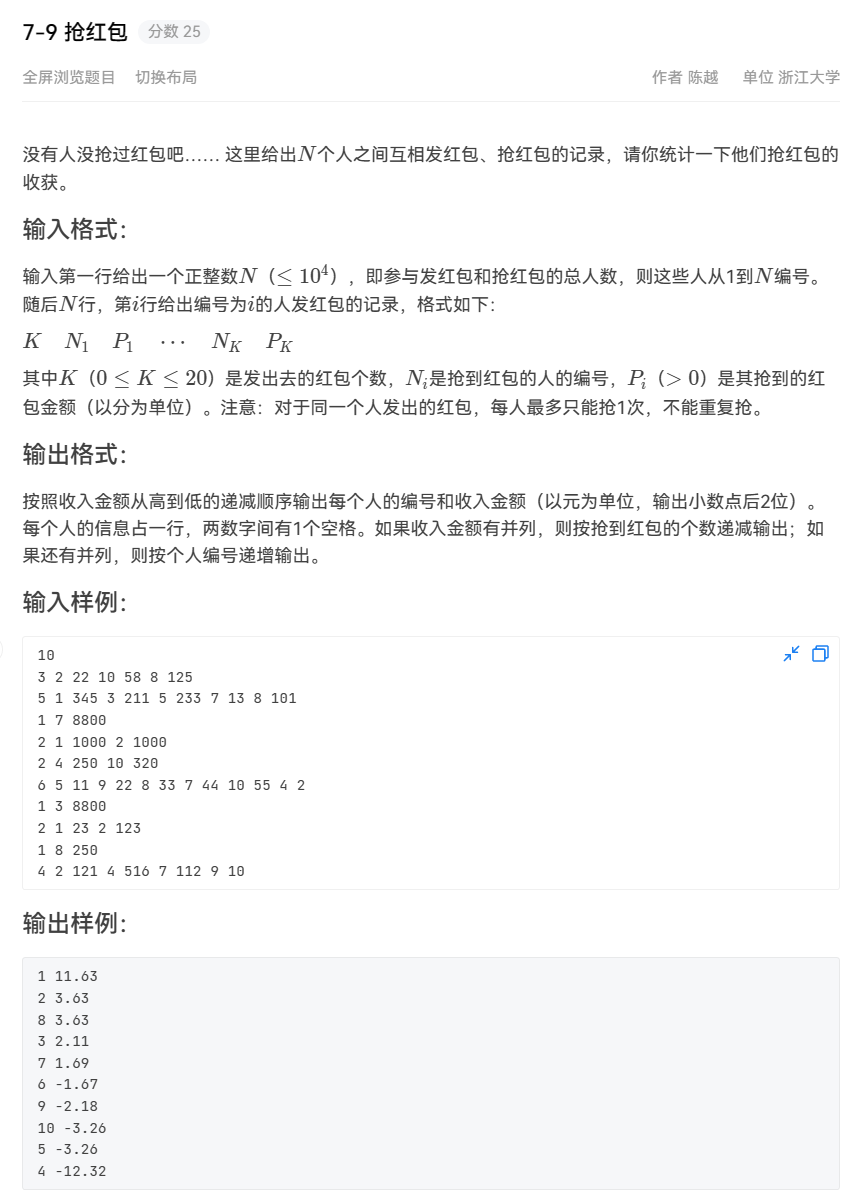 7-9 抢红包 分数 25
全屏浏览题目 切换布局 作者 陈越 单位 浙江大学
没有人没抢过红包吧…… 这里给出N个人之间互相发红包、抢红包的记录，请你统计一下他们抢红包的
收获。
输入格式：
输入第一行给出一个正整数N（≤ 10⁴），即参与发红包和抢红包的总人数，则这些人从1到N编号。
随后N行，第i行给出编号为i的人发红包的记录，格式如下：
K N₁ P₁ ⋯ N_K P_K
其中K（0 ≤ K ≤ 20）是发出去的红包个数，Nᵢ是抢到红包的人的编号，Pᵢ（> 0）是其抢到的红
包金额（以分为单位）。注意：对于同一个人发出的红包，每人最多只能抢1次，不能重复抢。
输出格式：
按照收入金额从高到低的递减顺序输出每个人的编号和收入金额（以元为单位，输出小数点后2位）。
每个人的信息占一行，两数字间有1个空格。如果收入金额有并列，则按抢到红包的个数递减输出；如
果还有并列，则按个人编号递增输出。
输入样例：
10
3 2 22 10 58 8 125
5 1 345 3 211 5 233 7 13 8 101
1 7 8800
2 1 1000 2 1000
2 4 250 10 320
6 5 11 9 22 8 33 7 44 10 55 4 2
1 3 8800
2 1 23 2 123
1 8 250
4 2 121 4 516 7 112 9 10
输出样例：
1 11.63
2 3.63
8 3.63
3 2.11
7 1.69
6 -1.67
9 -2.18
10 -3.26
5 -3.26
4 -12.32